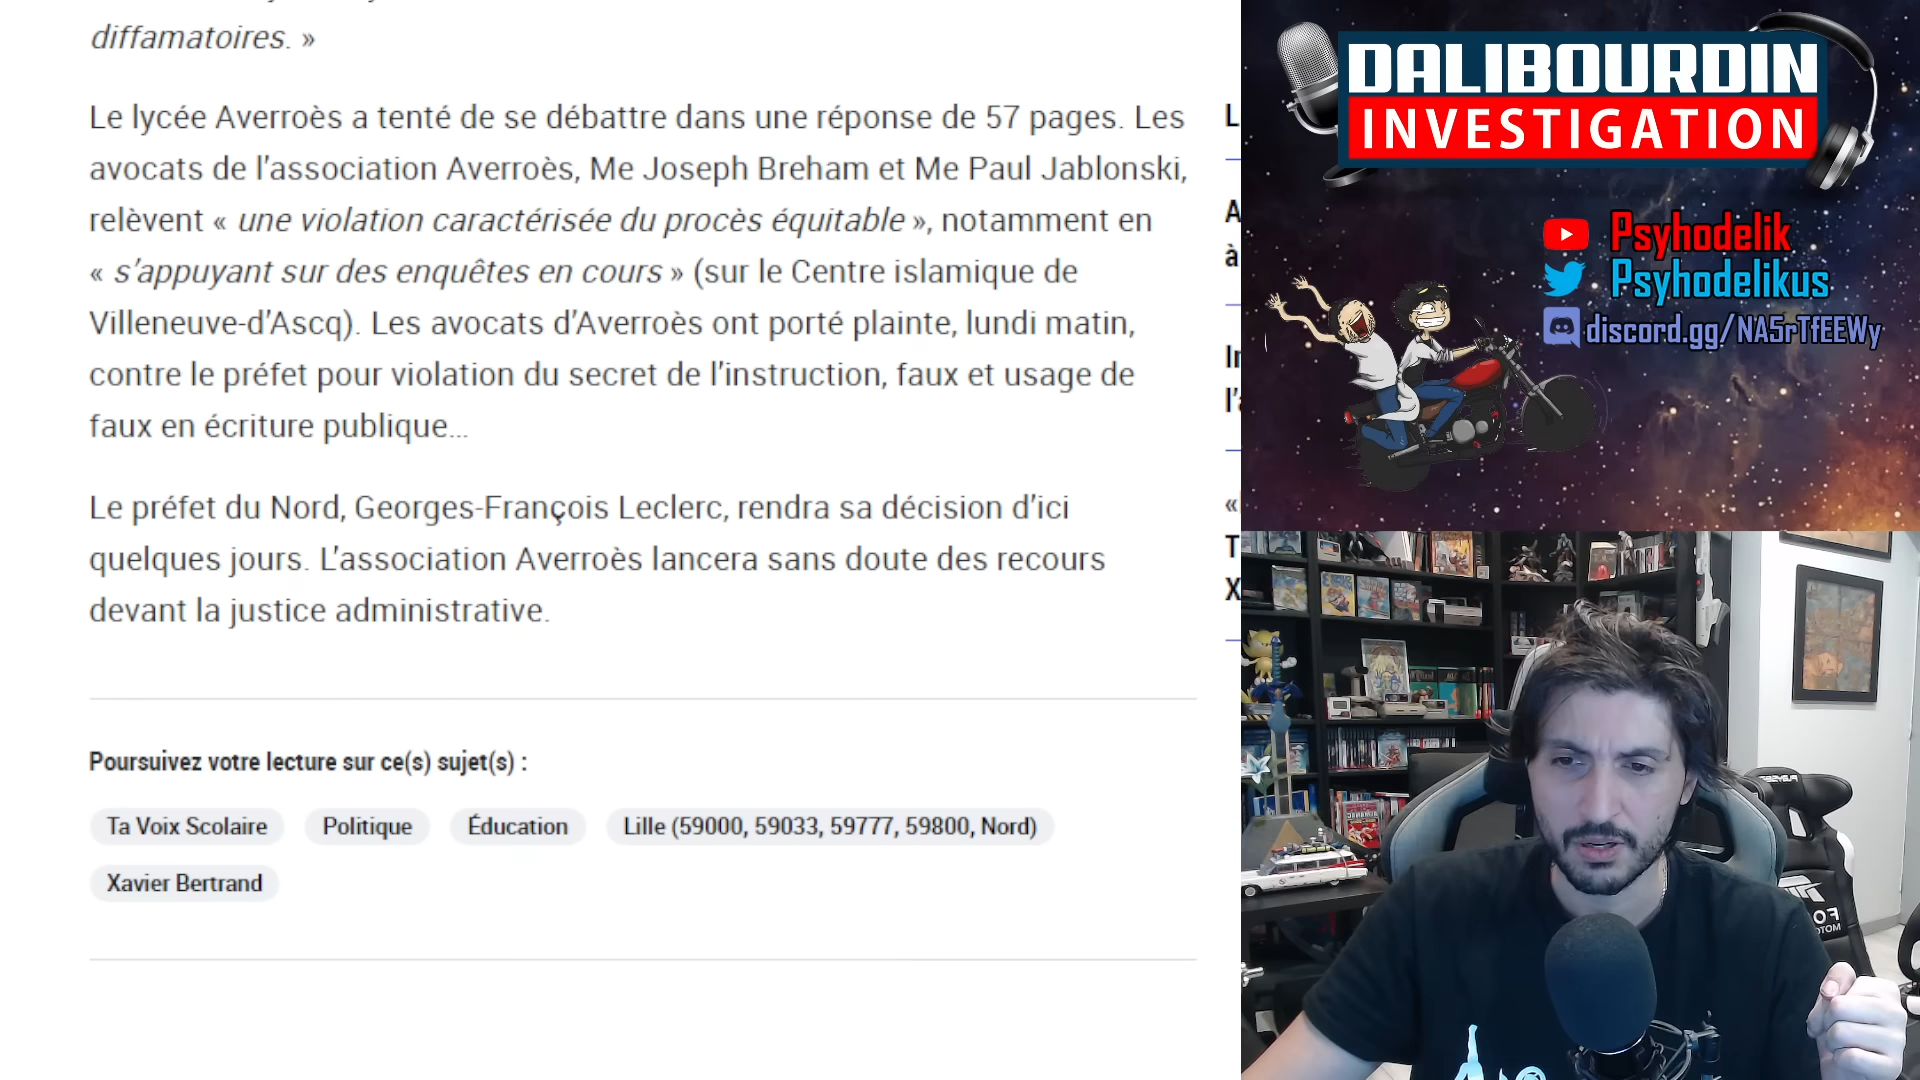 diffamatoires. »
Le lycée Averroès a tenté de se débattre dans une réponse de 57 pages. Les
avocats de l’association Averroès, Me Joseph Breham et Me Paul Jablonski,
relèvent « une violation caractérisée du procès équitable », notamment en
« s’appuyant sur des enquêtes en cours » (sur le Centre islamique de
Villeneuve-d’Ascq). Les avocats d’Averroès ont porté plainte, lundi matin,
contre le préfet pour violation du secret de l’instruction, faux et usage de
faux en écriture publique…
Le préfet du Nord, Georges-François Leclerc, rendra sa décision d’ici
quelques jours. L’association Averroès lancera sans doute des recours
devant la justice administrative.
Poursuivez votre lecture sur ce(s) sujet(s) :
Ta Voix Scolaire
Politique
Éducation
Lille (59000, 59033, 59777, 59800, Nord)
Xavier Bertrand
L
A
à
«
T
X
DALIBOURDIN
INVESTIGATION
Psyhodelik
Psyhodelikus
discord.gg/NA5rTfEEWy